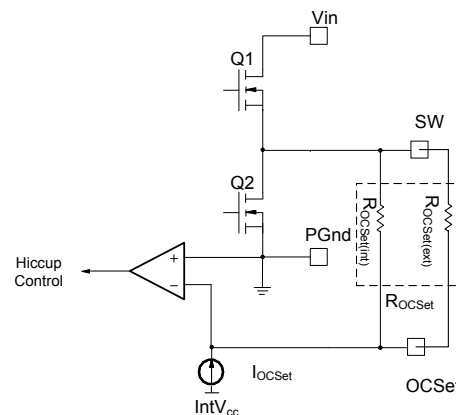 Vin
Q1
SW
Q2
ROCSet(int)
ROCSet(ext)
PGnd
+
Hiccup
Control
−
ROCSet
IOCSet
OCSet
IntVcc